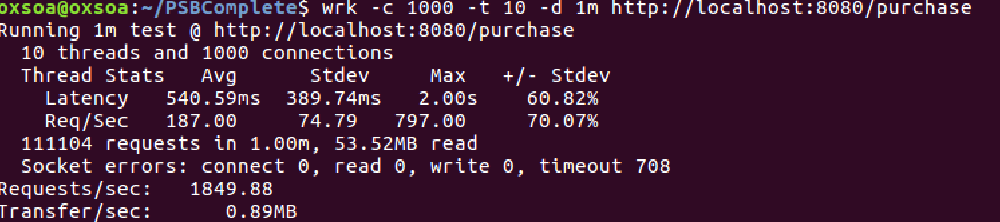 oxsoa@oxsoa:~/PSBComplete$ wrk -c 1000 -t 10 -d 1m http://localhost:8080/purchase
Running 1m test @ http://localhost:8080/purchase
  10 threads and 1000 connections
  Thread Stats   Avg      Stdev     Max   +/- Stdev
    Latency   540.59ms  389.74ms   2.00s    60.82%
    Req/Sec   187.00     74.79   797.00     70.07%
  111104 requests in 1.00m, 53.52MB read
  Socket errors: connect 0, read 0, write 0, timeout 708
Requests/sec:   1849.88
Transfer/sec:      0.89MB